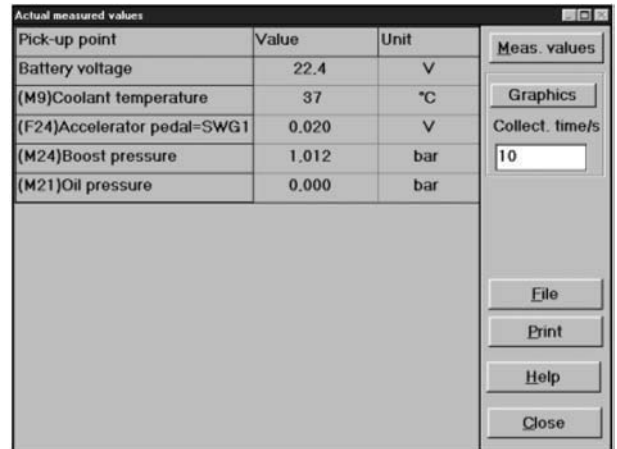 Actual measured values
Pick-up point Value Unit
Battery voltage 22.4 V
(M9)Coolant temperature 37 °C
(F24)Accelerator pedal=SWG1 0.020 V
(M24)Boost pressure 1.012 bar
(M21)Oil pressure 0.000 bar
Meas. values
Graphics
Collect. time/s
10
File
Print
Help
Close